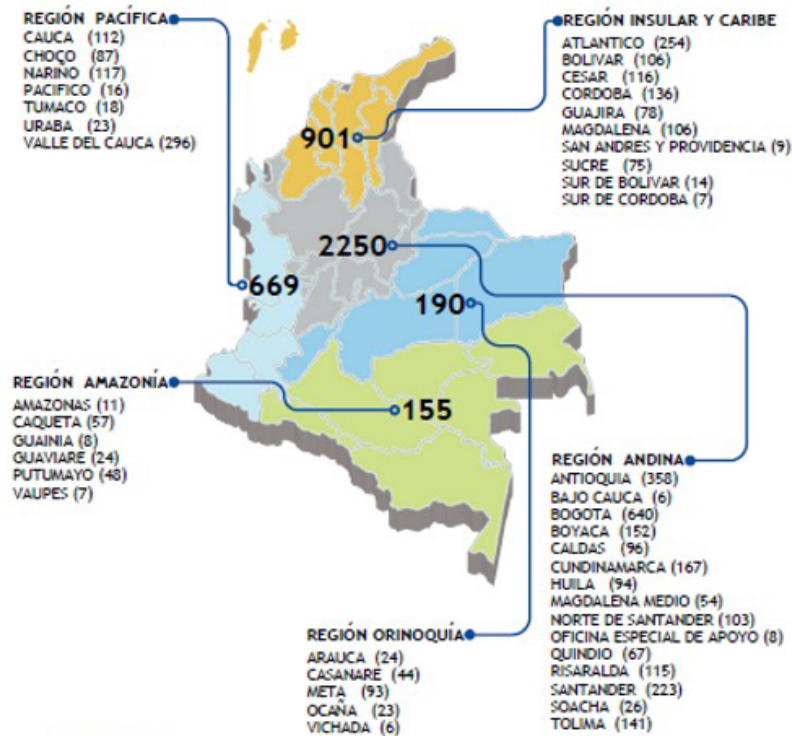 REGIÓN PACÍFICA
CAUCA (112)
CHOÇO (87)
NARIÑO (117)
PACIFICO (16)
TUMACO (18)
URABA (23)
VALLE DEL CAUCA (296)
REGIÓN INSULAR Y CARIBE
ATLANTICO (254)
BOLIVAR (106)
CESAR (116)
CORDOBA (136)
GUAJIRA (78)
MAGDALENA (106)
SAN ANDRES Y PROVIDENCIA (9)
SUCRE (75)
SUR DE BOLIVAR (14)
SUR DE CORDOBA (7)
901
2250
669
190
155
REGIÓN AMAZONÍA
AMAZONAS (11)
CAQUETA (57)
GUAINIA (8)
GUAVIARE (24)
PUTUMAYO (48)
VAUPES (7)
REGIÓN ORINOQUÍA
ARAUCA (24)
CASANARE (44)
META (93)
OCAÑA (23)
VICHADA (6)
REGIÓN ANDINA
ANTIOQUIA (358)
BAJO CAUCA (6)
BOGOTA (640)
BOYACA (152)
CALDAS (96)
CUNDINAMARCA (167)
HUILA (94)
MAGDALENA MEDIO (54)
NORTE DE SANTANDER (103)
OFICINA ESPECIAL DE APOYO (8)
QUINDIO (67)
RISARALDA (115)
SANTANDER (223)
SOACHA (26)
TOLIMA (141)